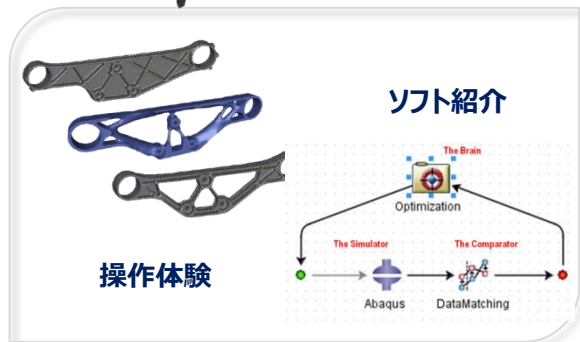 ソフト紹介
The Brain
Optimization
The Simulator
The Comparator
Abaqus
DataMatching
操作体験